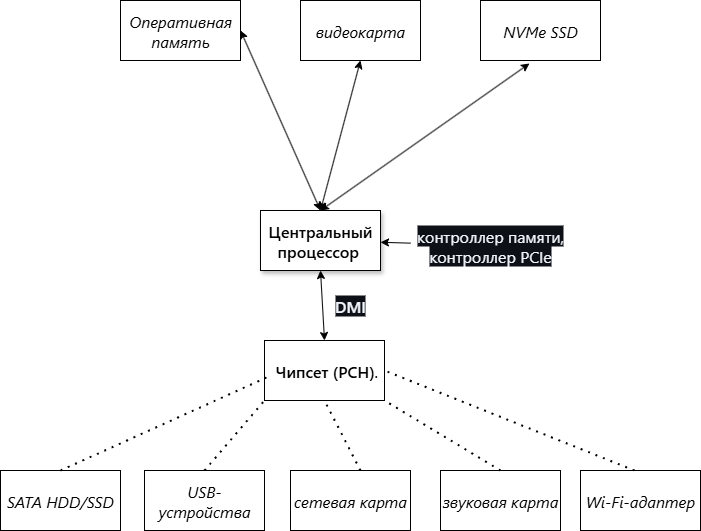 Оперативная
память
видеокарта
NVMe SSD
Центральный
процессор
контроллер памяти,
контроллер PCIe
DMI
Чипсет (PCH).
SATA HDD/SSD
USB-
устройства
сетевая карта
звуковая карта
Wi-Fi-адаптер